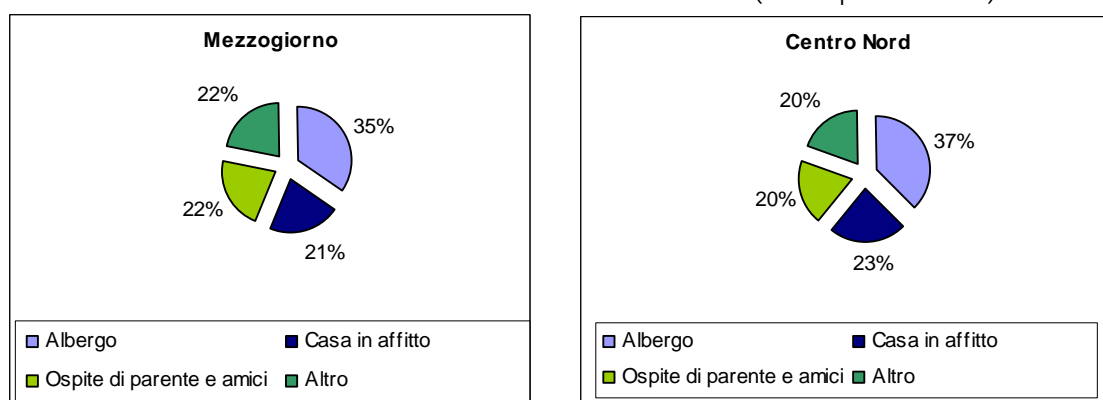 Mezzogiorno
22%
35%
22%
21%
Albergo
Casa in affitto
Ospite di parente e amici
Altro
Centro Nord
20%
37%
20%
23%
Albergo
Casa in affitto
Ospite di parente e amici
Altro